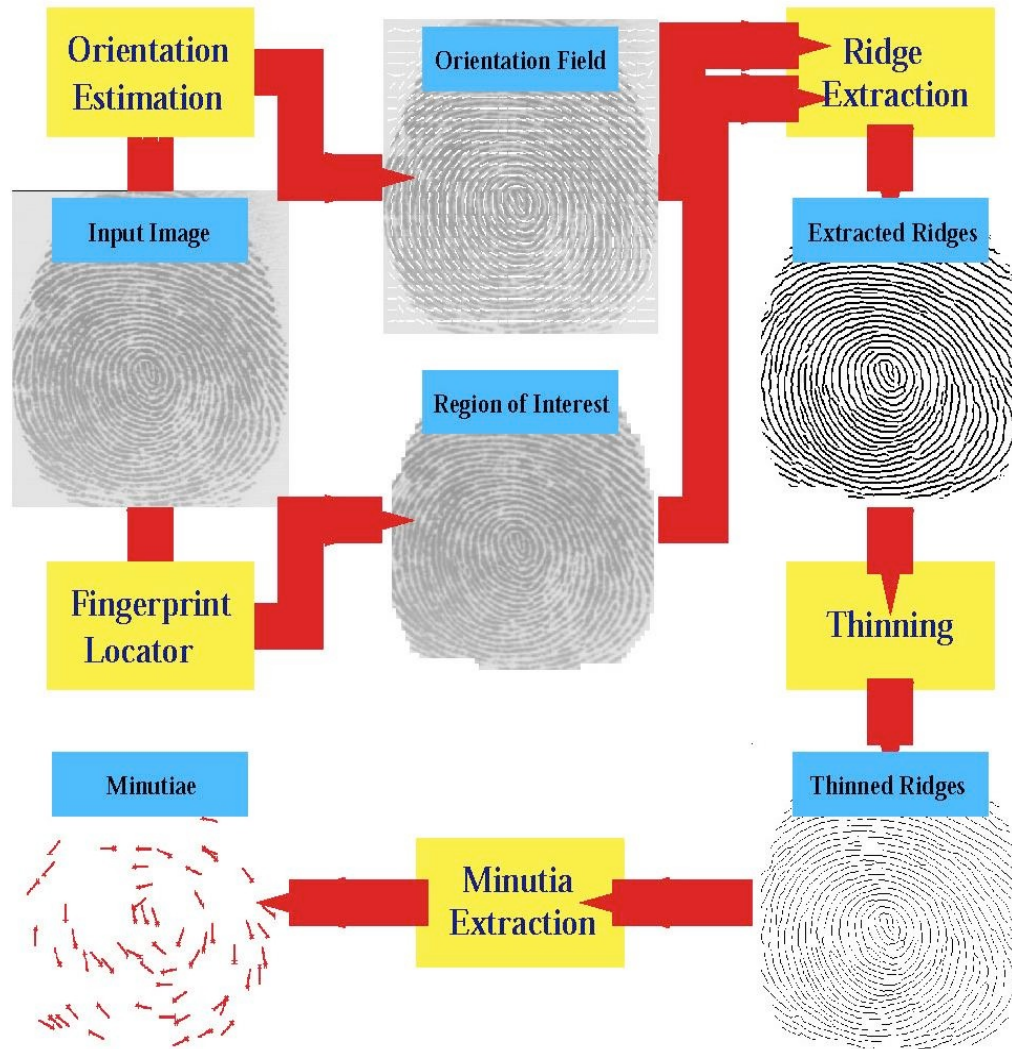 Orientation
Estimation
Orientation Field
Ridge
Extraction
Input Image
Extracted Ridges
Region of Interest
Fingerprint
Locator
Thinning
Minutiae
Thinned Ridges
Minutia
Extraction